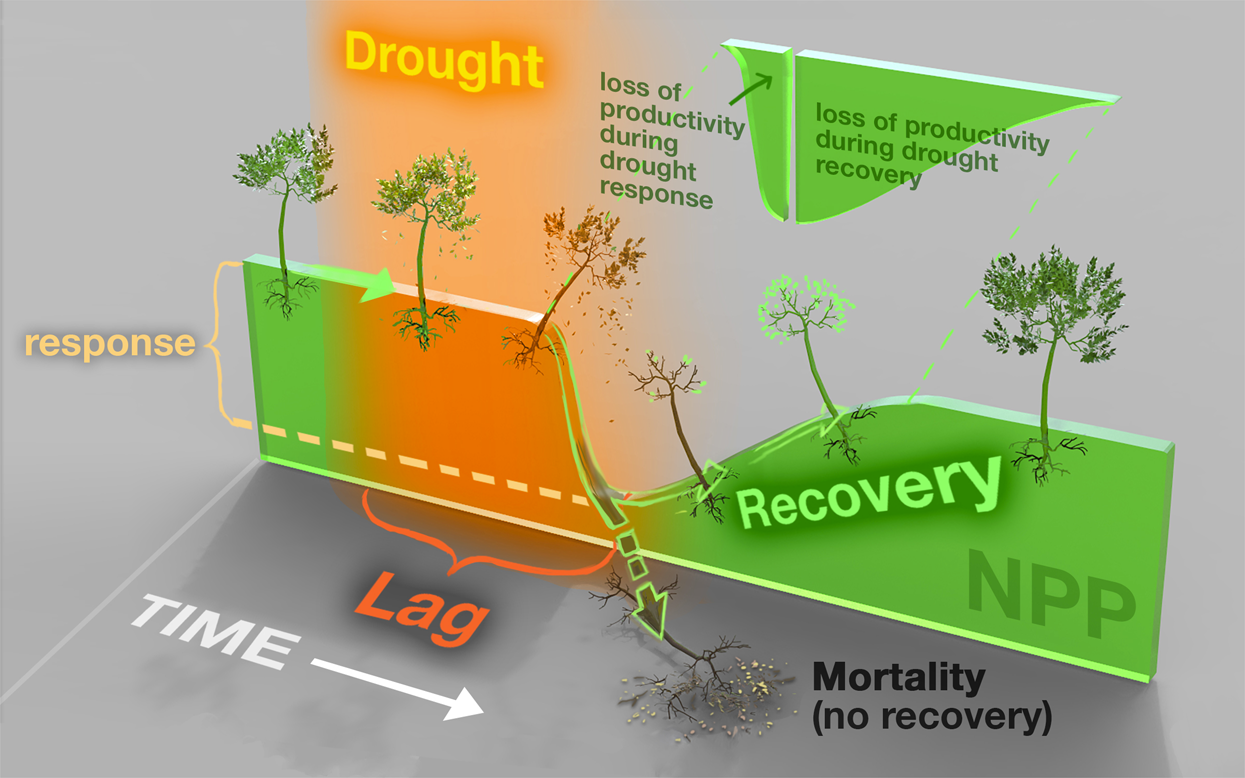 Drought
loss of
productivity
during
drought
response
loss of productivity
during drought
recovery
response
Recovery
NPP
Lag
TIME
Mortality
(no recovery)